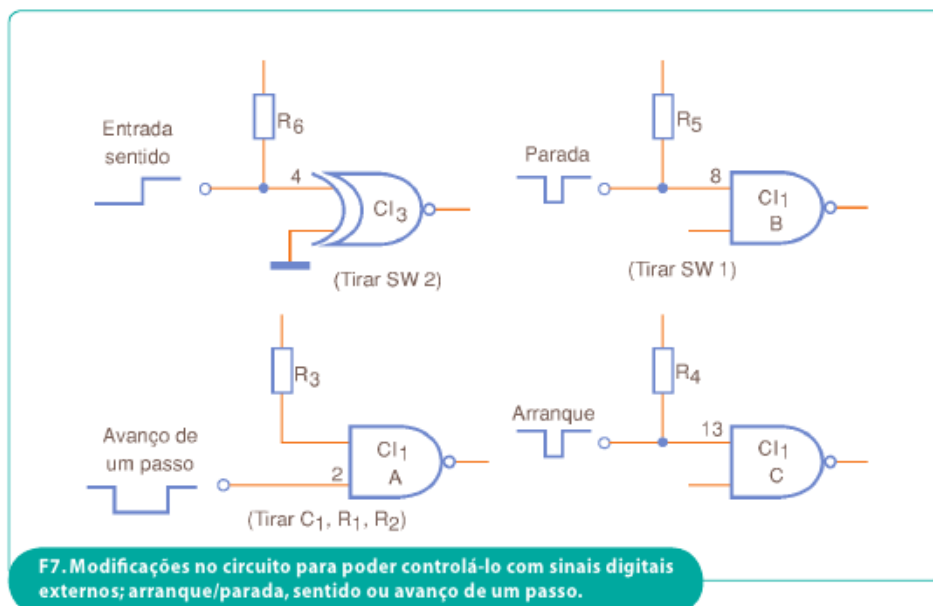 Entrada
sentido
R6
4
CI3
(Tirar SW 2)
Parada
R5
8
CI1
B
(Tirar SW 1)
Avanço de
um passo
R3
2
CI1
A
(Tirar C1, R1, R2)
Arranque
R4
13
CI1
C
F7. Modificações no circuito para poder controlá-lo com sinais digitais
externos; arranque/parada, sentido ou avanço de um passo.